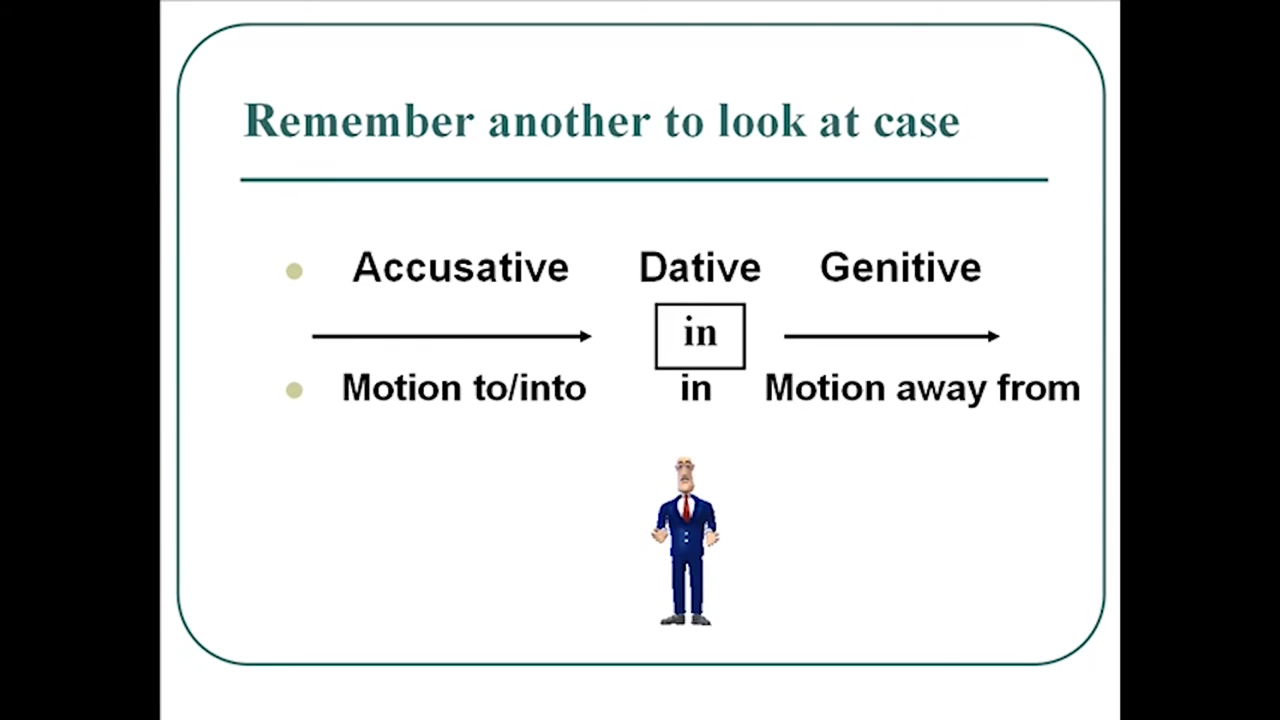 Remember another to look at case
Accusative Dative Genitive
in
Motion to/into in Motion away from